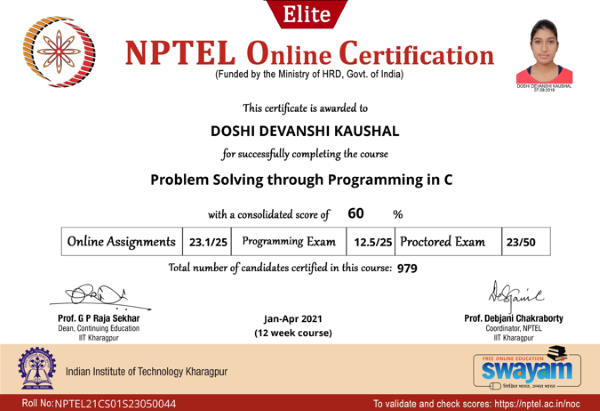 Elite
NPTEL Online Certification
(Funded by the Ministry of HRD, Govt. of India)
DOSHI DEVANSHI KAUSHAL
07:09:2019
This certificate is awarded to
DOSHI DEVANSHI KAUSHAL
for successfully completing the course
Problem Solving through Programming in C
with a consolidated score of 60 %
Online Assignments 23.1/25 Programming Exam 12.5/25 Proctored Exam 23/50
Total number of candidates certified in this course: 979
Prof. G P Raja Sekhar
Dean, Continuing Education
IIT Kharagpur
Jan-Apr 2021
(12 week course)
Prof. Debjani Chakraborty
Coordinator, NPTEL
IIT Kharagpur
Indian Institute of Technology Kharagpur
FREE ONLINE EDUCATION
swayam
शिक्षित भारत, उन्नत भारत
Roll No: NPTEL21CS01S23050044
To validate and check scores: https://nptel.ac.in/noc